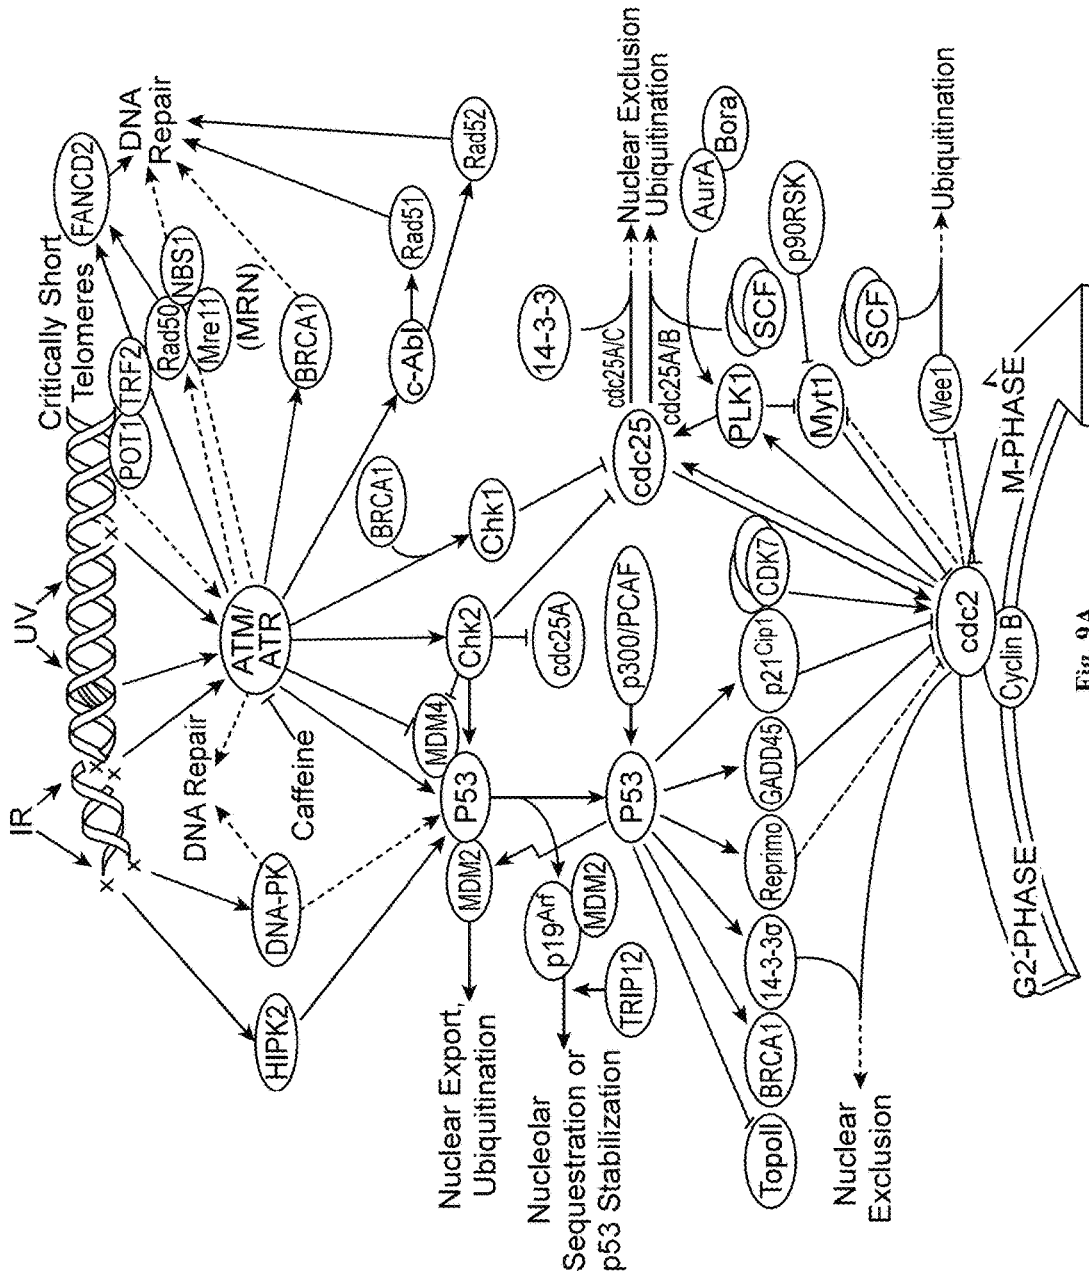 UV
IR
Critically Short
Telomeres
POT1
TRF2
FANCD2
DNA
Repair
Rad50
NBS1
Mre11
(MRN)
BRCA1
ATM/
ATR
DNA Repair
DNA-PK
HIPK2
Caffeine
c-Abl
Rad51
Rad52
BRCA1
Chk1
Chk2
MDM4
P53
MDM2
cdc25A
Nuclear Export,
Ubiquitination
p19Arf
MDM2
TRIP12
Nucleolar
Sequestration or
p53 Stabilization
p300/PCAF
P53
14-3-3
cdc25
cdc25A/C
cdc25A/B
Nuclear Exclusion
Ubiquitination
AurA
Bora
PLK1
SCF
p90RSK
Myt1
TopoII
BRCA1
14-3-3σ
Reprimo
GADD45
p21Cip1
CDK7
Nuclear
Exclusion
SCF
Wee1
Ubiquitination
cdc2
Cyclin B
G2-PHASE
M-PHASE
Fig. 9A